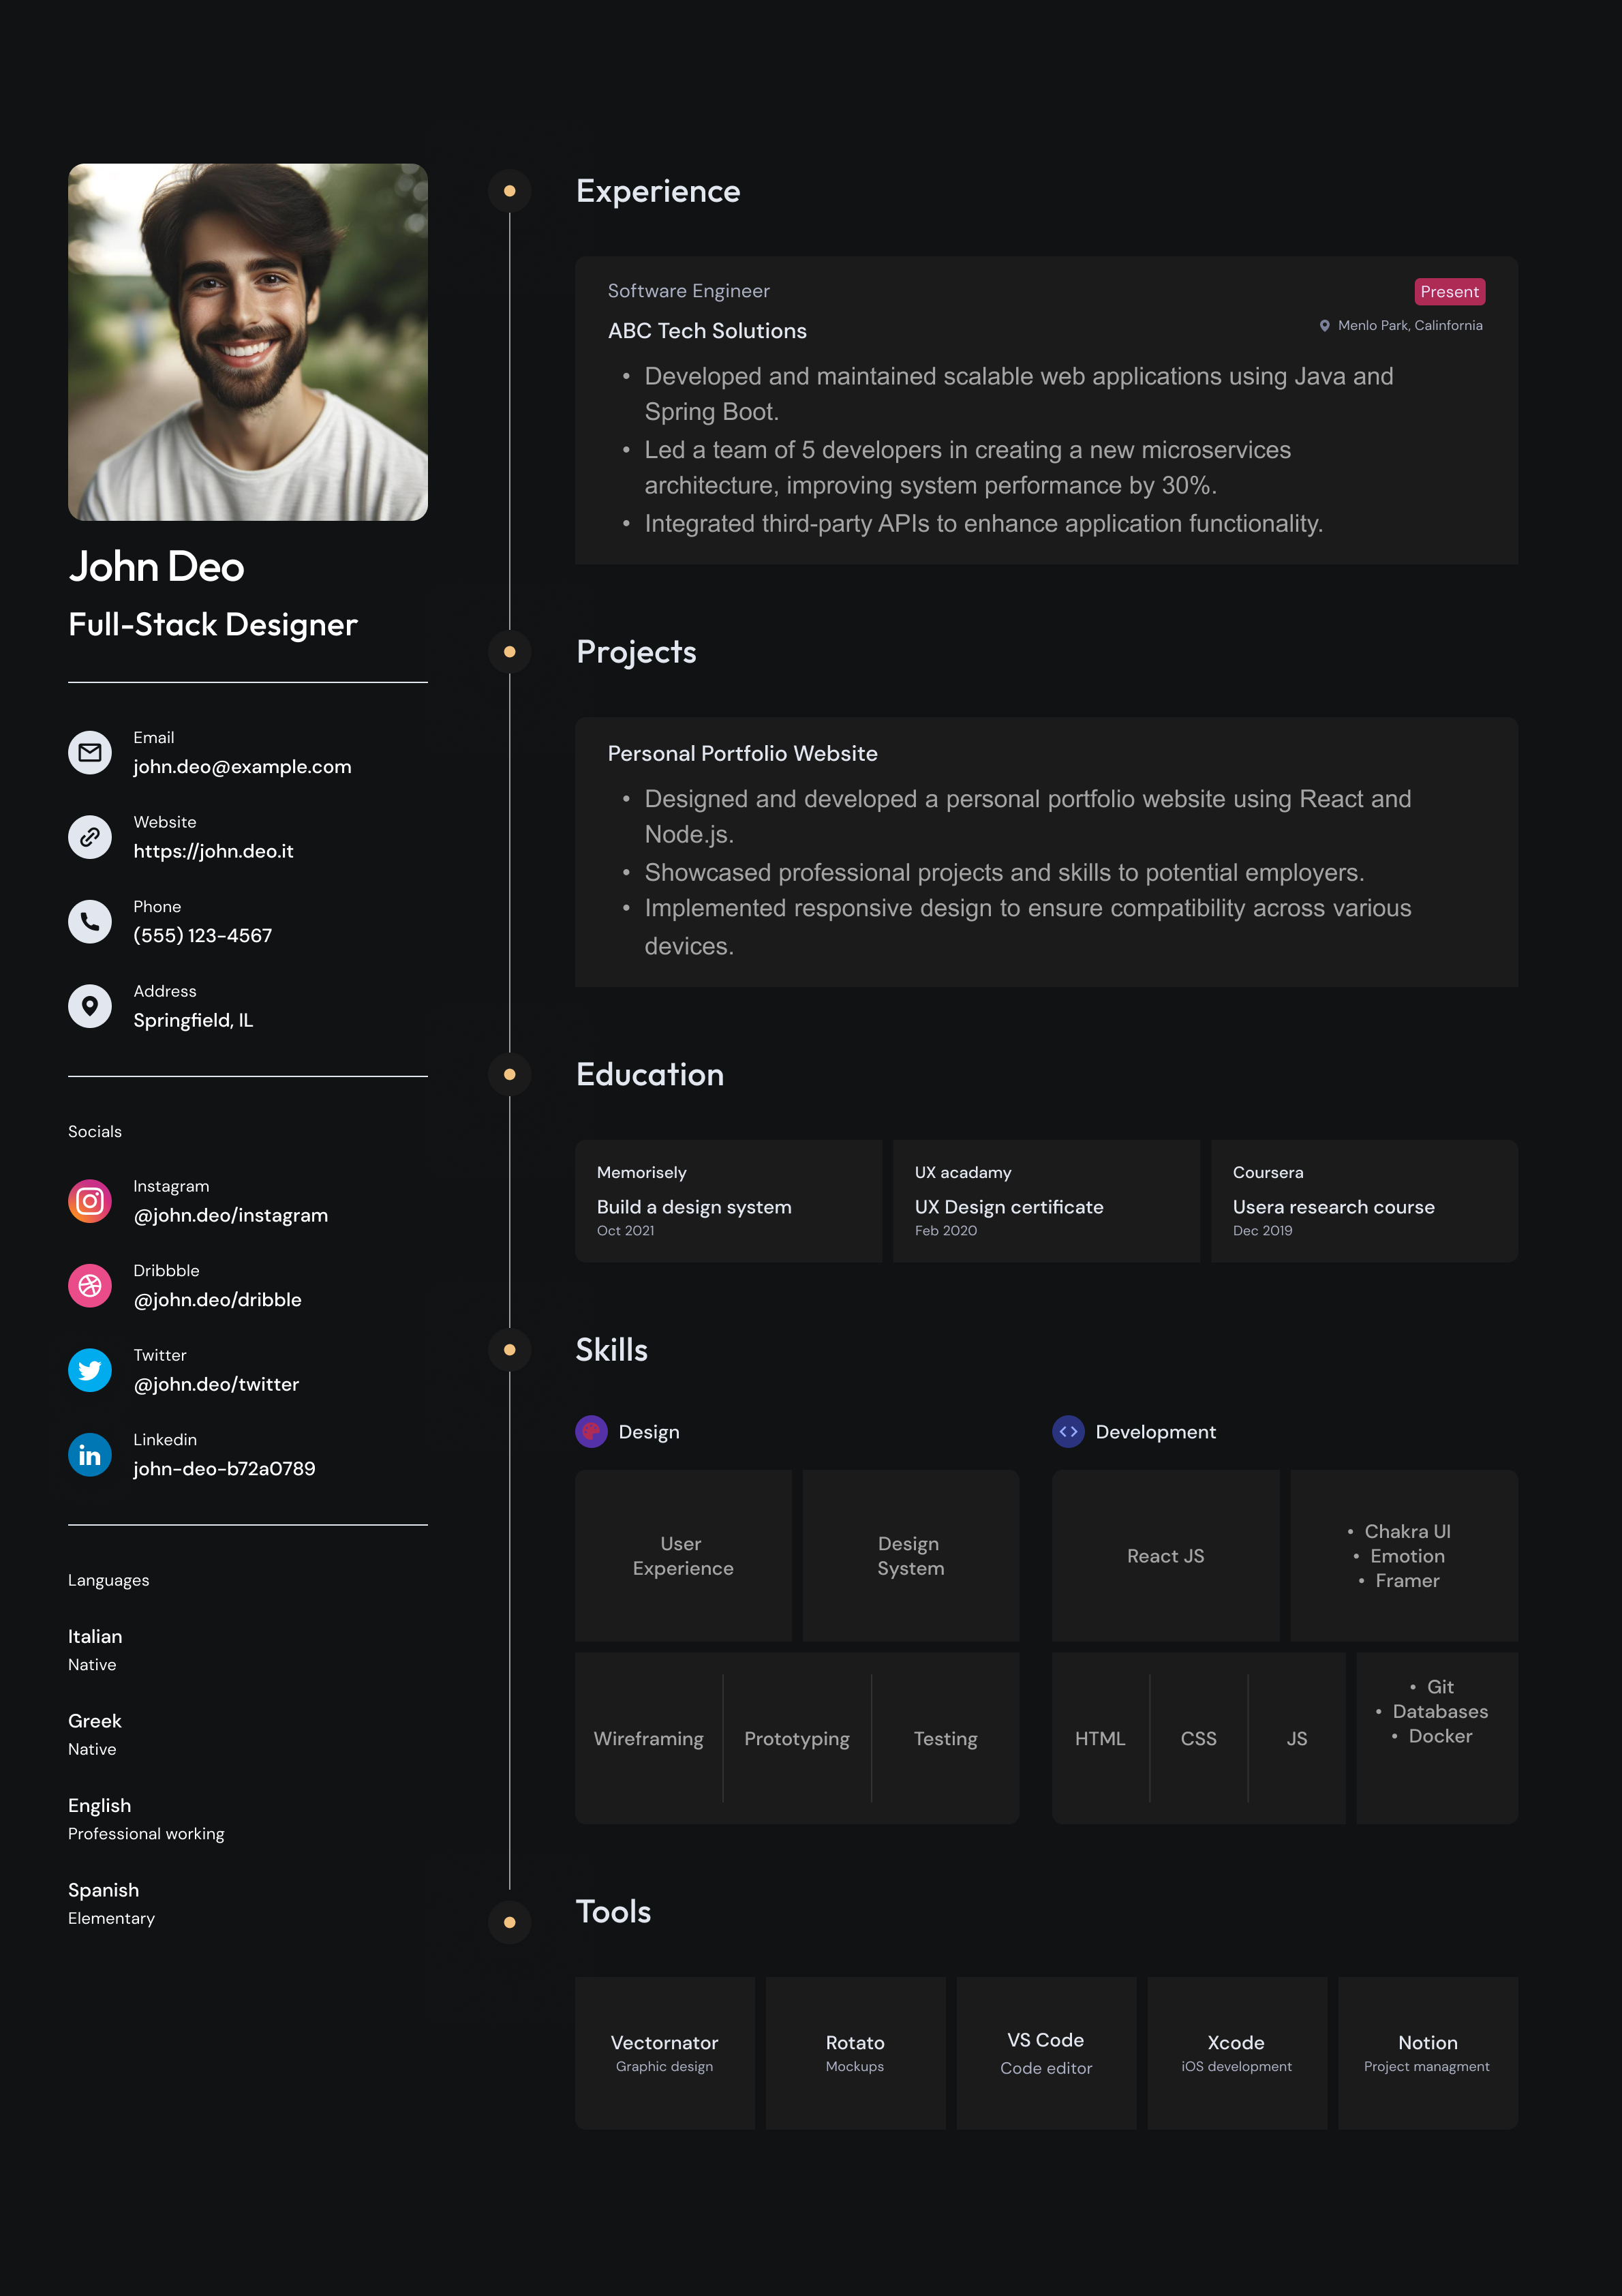 John Deo
Full-Stack Designer
Email
john.deo@example.com
Website
https://john.deo.it
Phone
(555) 123-4567
Address
Springfield, IL
Socials
Instagram
@john.deo/instagram
Dribbble
@john.deo/dribble
Twitter
@john.deo/twitter
Linkedin
john-deo-b72a0789
Languages
Italian
Native
Greek
Native
English
Professional working
Spanish
Elementary
Experience
Software Engineer
Present
ABC Tech Solutions
Menlo Park, Calinfornia
• Developed and maintained scalable web applications using Java and
Spring Boot.
• Led a team of 5 developers in creating a new microservices
architecture, improving system performance by 30%.
• Integrated third-party APIs to enhance application functionality.
Projects
Personal Portfolio Website
• Designed and developed a personal portfolio website using React and
Node.js.
• Showcased professional projects and skills to potential employers.
• Implemented responsive design to ensure compatibility across various
devices.
Education
Memorisely
Build a design system
Oct 2021
UX acadamy
UX Design certificate
Feb 2020
Coursera
Usera research course
Dec 2019
Skills
Design
User
Experience
Design
System
Wireframing
Prototyping
Testing
Development
React JS
• Chakra UI
• Emotion
• Framer
HTML
CSS
JS
• Git
• Databases
• Docker
Tools
Vectornator
Graphic design
Rotato
Mockups
VS Code
Code editor
Xcode
iOS development
Notion
Project managment